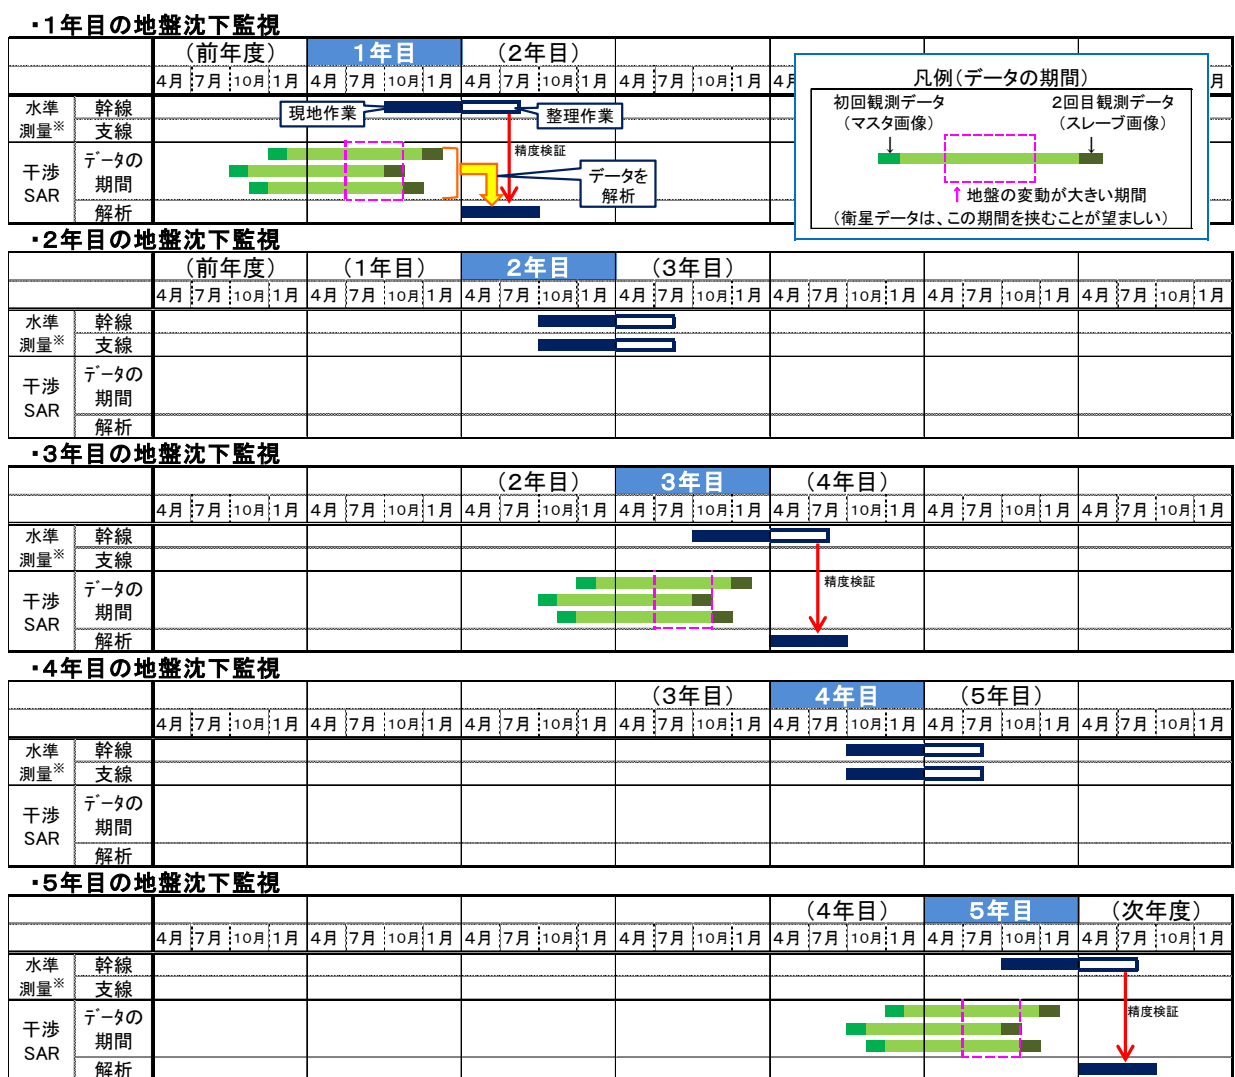 ・1年目の地盤沈下監視
(前年度) 1年目 (2年目)
4月 7月 10月 1月 4月 7月 10月 1月 4月 7月 10月 1月 4月 7月 10月 1月 4月 月
水準 幹線
測量※ 支線
現地作業 整理作業
精度検証
干渉 データの
SAR 期間
解析
データを
解析
凡例(データの期間)
初回観測データ 2回目観測データ
(マスタ画像) (スレーブ画像)
↓ ↓
↑地盤の変動が大きい期間
(衛星データは、この期間を挟むことが望ましい)
・2年目の地盤沈下監視
(前年度) (1年目) 2年目 (3年目)
4月 7月 10月 1月 4月 7月 10月 1月 4月 7月 10月 1月 4月 7月 10月 1月 4月 7月 10月 1月 4月 7月 10月 1月 4月 7月 10月 1月
水準 幹線
測量※ 支線
干渉 データの
SAR 期間
解析
・3年目の地盤沈下監視
(2年目) 3年目 (4年目)
4月 7月 10月 1月 4月 7月 10月 1月 4月 7月 10月 1月 4月 7月 10月 1月 4月 7月 10月 1月 4月 7月 10月 1月 4月 7月 10月 1月
水準 幹線
測量※ 支線
精度検証
干渉 データの
SAR 期間
解析
・4年目の地盤沈下監視
(3年目) 4年目 (5年目)
4月 7月 10月 1月 4月 7月 10月 1月 4月 7月 10月 1月 4月 7月 10月 1月 4月 7月 10月 1月 4月 7月 10月 1月 4月 7月 10月 1月
水準 幹線
測量※ 支線
干渉 データの
SAR 期間
解析
・5年目の地盤沈下監視
(4年目) 5年目 (次年度)
4月 7月 10月 1月 4月 7月 10月 1月 4月 7月 10月 1月 4月 7月 10月 1月 4月 7月 10月 1月 4月 7月 10月 1月 4月 7月 10月 1月
水準 幹線
測量※ 支線
精度検証
干渉 データの
SAR 期間
解析